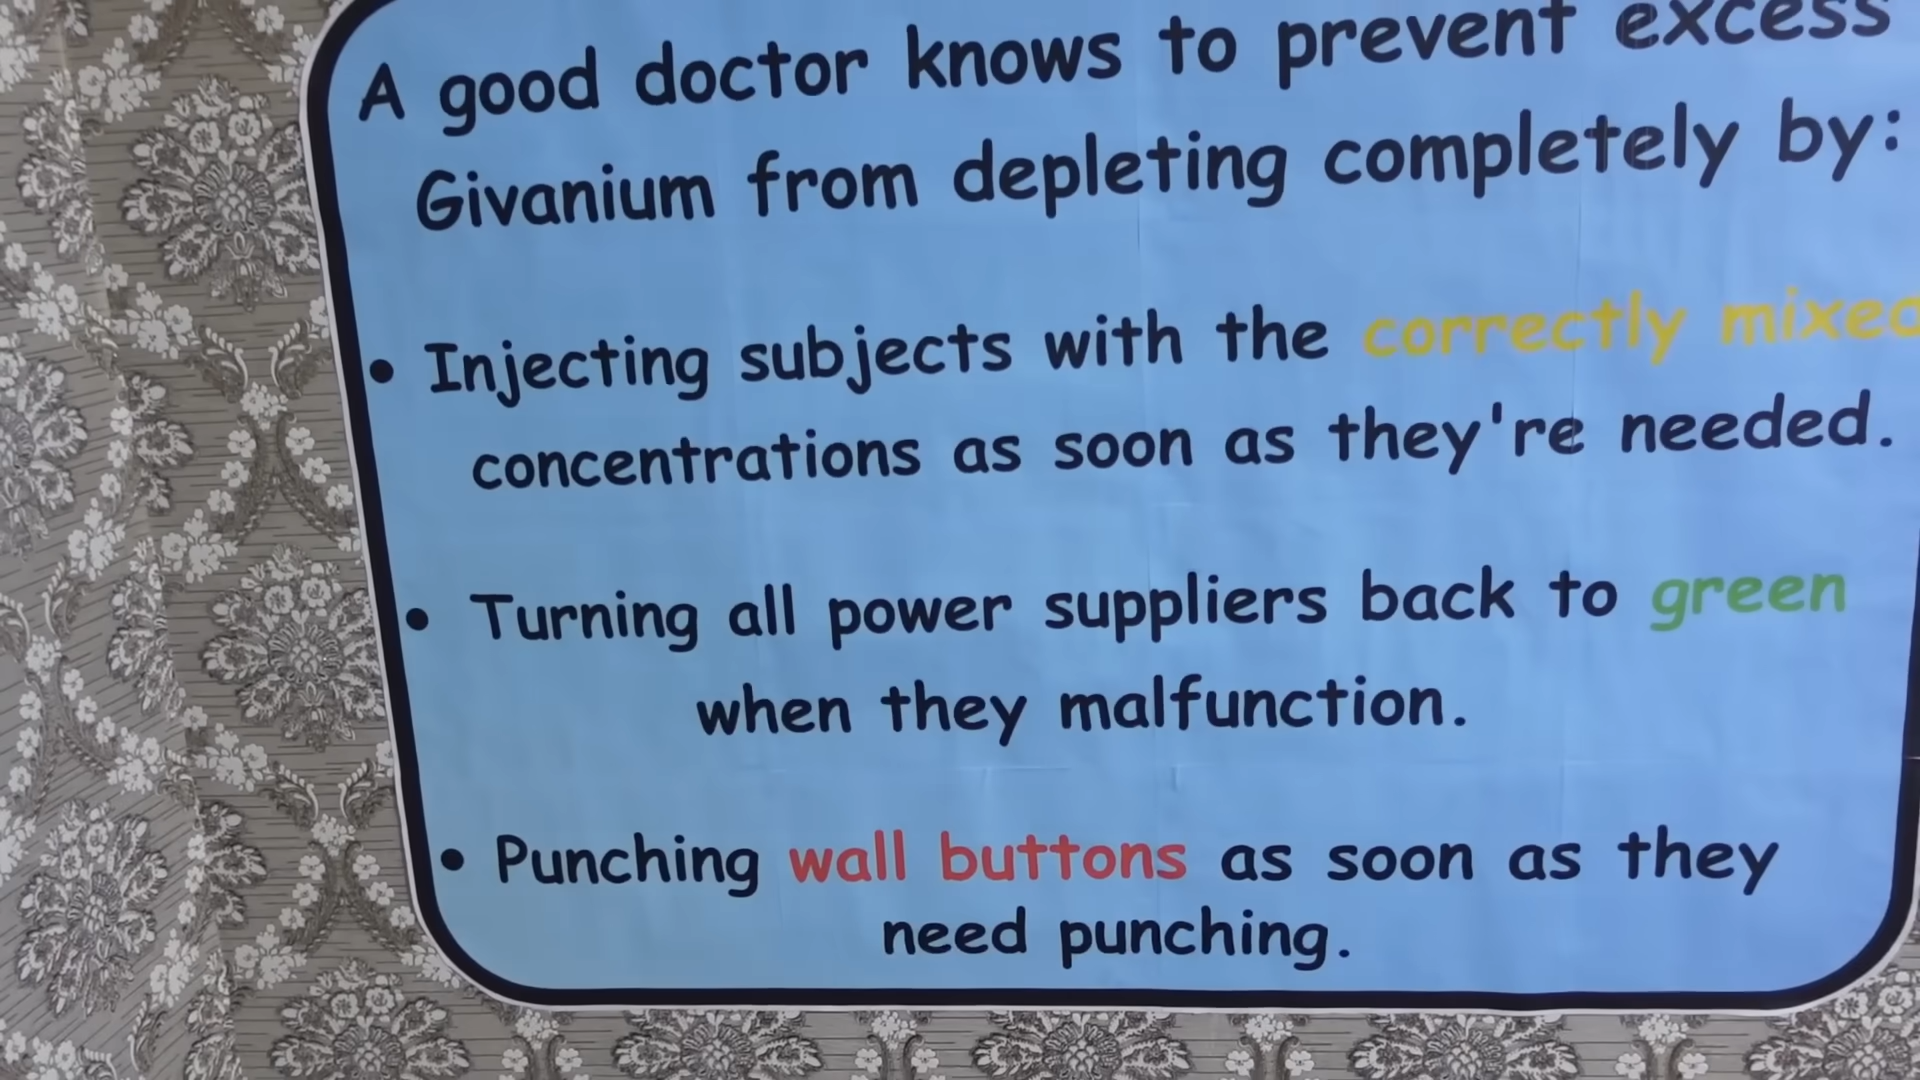 A good doctor knows to prevent excess
Givanium from depleting completely by:
• Injecting subjects with the correctly mixed
concentrations as soon as they're needed.
• Turning all power suppliers back to green
when they malfunction.
• Punching wall buttons as soon as they
need punching.